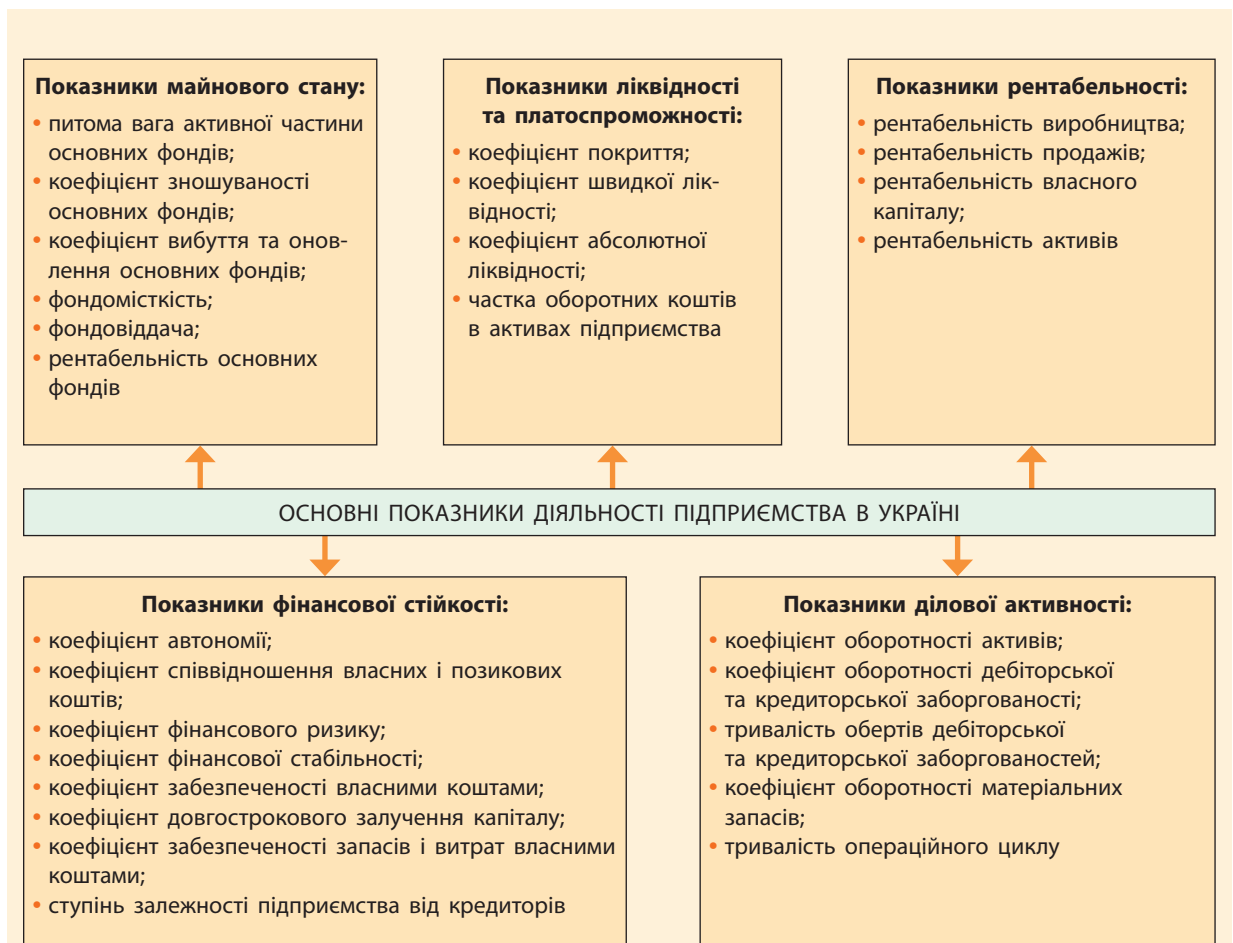 Показники майнового стану:
• питома вага активної частини
основних фондів;
• коефіцієнт зношуваності
основних фондів;
• коефіцієнт вибуття та онов-
лення основних фондів;
• фондомісткість;
• фондовіддача;
• рентабельність основних
фондів
Показники ліквідності
та платоспроможності:
• коефіцієнт покриття;
• коефіцієнт швидкої лік-
відності;
• коефіцієнт абсолютної
ліквідності;
• частка оборотних коштів
в активах підприємства
Показники рентабельності:
• рентабельність виробництва;
• рентабельність продажів;
• рентабельність власного
капіталу;
• рентабельність активів
ОСНОВНІ ПОКАЗНИКИ ДІЯЛЬНОСТІ ПІДПРИЄМСТВА В УКРАЇНІ
Показники фінансової стійкості:
• коефіцієнт автономії;
• коефіцієнт співвідношення власних і позикових
коштів;
• коефіцієнт фінансового ризику;
• коефіцієнт фінансової стабільності;
• коефіцієнт забезпеченості власними коштами;
• коефіцієнт довгострокового залучення капіталу;
• коефіцієнт забезпеченості запасів і витрат власними
коштами;
• ступінь залежності підприємства від кредиторів
Показники ділової активності:
• коефіцієнт оборотності активів;
• коефіцієнт оборотності дебіторської
та кредиторської заборгованості;
• тривалість обертів дебіторської
та кредиторської заборгованостей;
• коефіцієнт оборотності матеріальних
запасів;
• тривалість операційного циклу